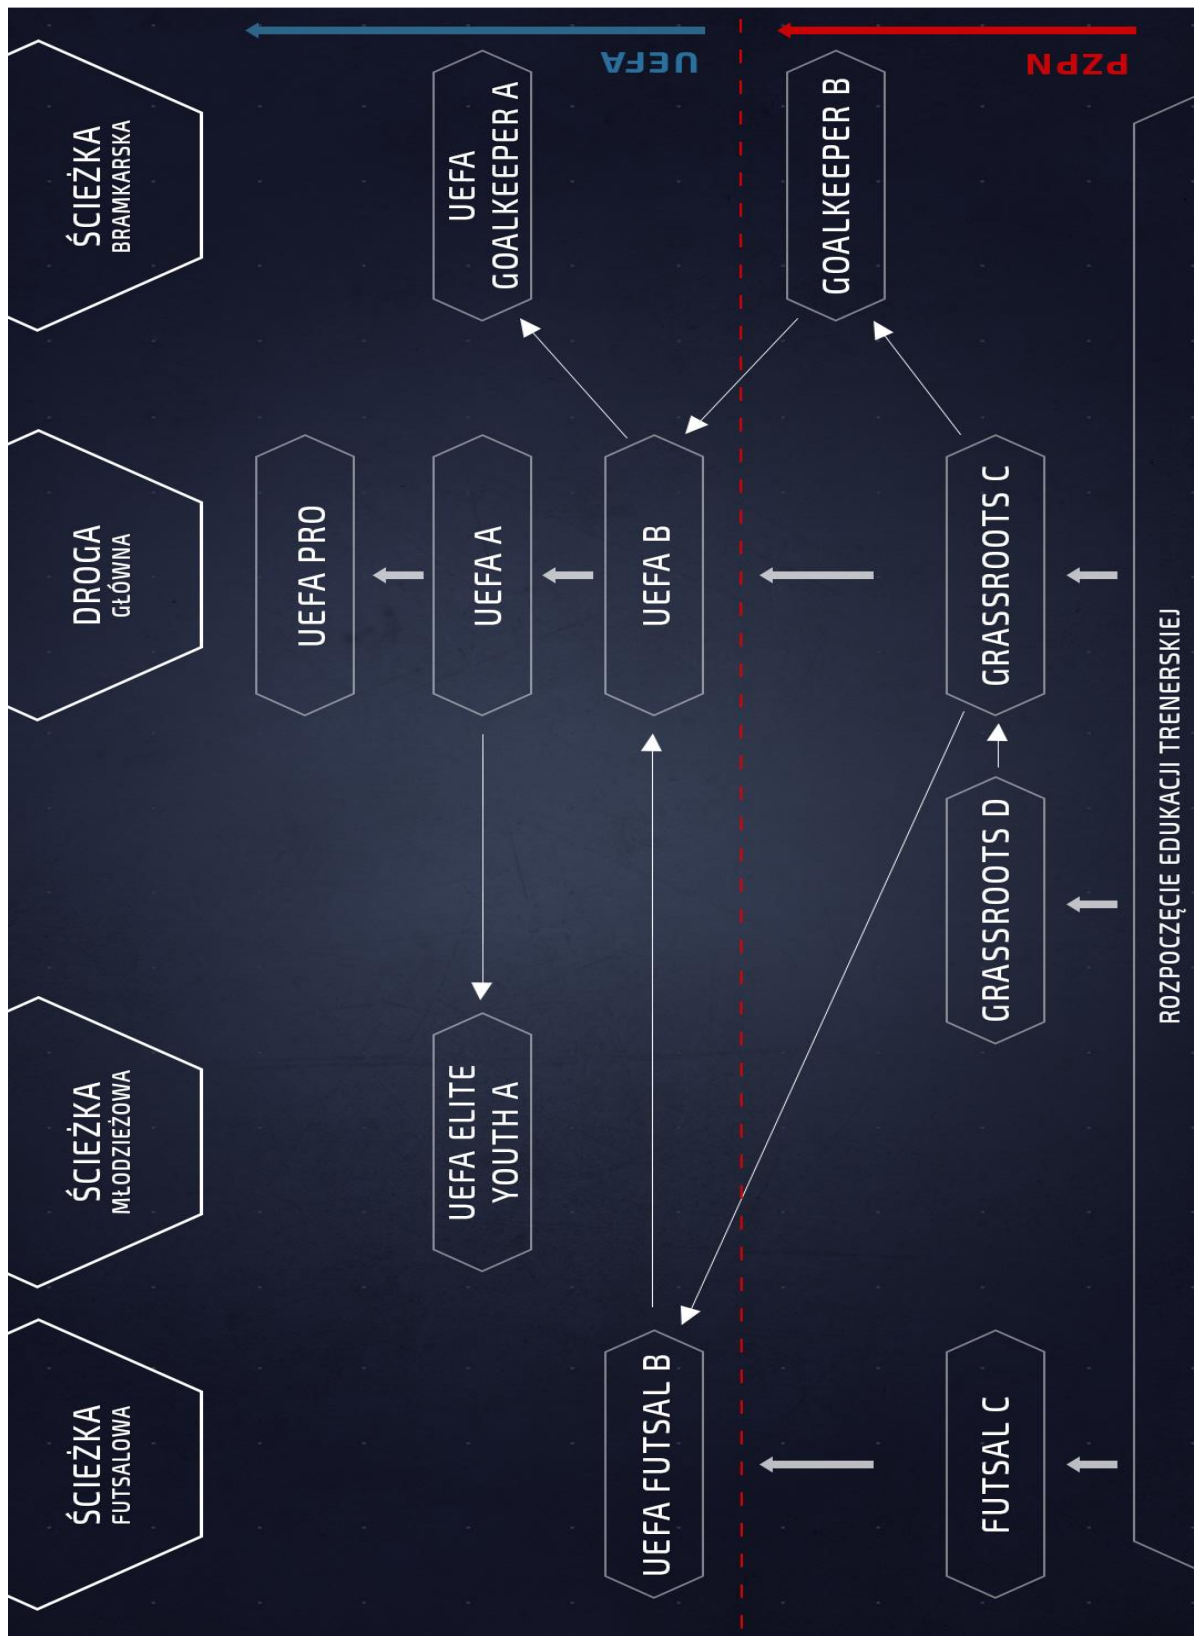 ŚCIEŻKA
FUTSALOWA
ŚCIEŻKA
MŁODZIEŻOWA
DROGA
GŁÓWNA
ŚCIEŻKA
BRAMKARSKA
UEFA PRO
UEFA ELITE
YOUTH A
UEFA A
UEFA
GOALKEEPER A
UEFA
UEFA FUTSAL B
UEFA B
GOALKEEPER B
FUTSAL C
GRASSROOTS D
GRASSROOTS C
PZPN
ROZPOCZĘCIE EDUKACJI TRENERSKIEJ